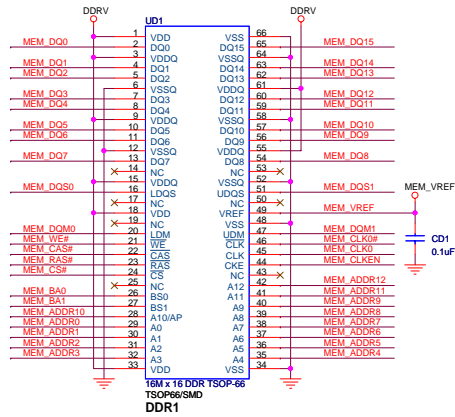 DDRV DDRV
UD1
1 VDD VSS 66
MEM_DQ0 2 DQ0 DQ15 65 MEM_DQ15
3 VDDQ VSSQ 64
MEM_DQ1 4 DQ1 DQ14 63 MEM_DQ14
MEM_DQ2 5 DQ2 DQ13 62 MEM_DQ13
6 VSSQ VDDQ 61
MEM_DQ3 7 DQ3 DQ12 60 MEM_DQ12
MEM_DQ4 8 DQ4 DQ11 59 MEM_DQ11
9 VDDQ VSSQ 58
MEM_DQ5 10 DQ5 DQ10 57 MEM_DQ10
MEM_DQ6 11 DQ6 DQ9 56 MEM_DQ9
12 VSSQ VDDQ 55
MEM_DQ7 13 DQ7 DQ8 54 MEM_DQ8
14 NC NC 53
15 VDDQ VSSQ 52
MEM_DQS0 16 LDQS UDQS 51 MEM_DQS1
17 NC NC 50 MEM_VREF
18 VDD VREF 49 MEM_VREF
19 NC VSS 48
MEM_DQM0 20 LDM UDM 47 MEM_DQM1
MEM_WE# 21 WE CLK 46 MEM_CLK0#
MEM_CAS# 22 CAS CLK 45 MEM_CLK0
MEM_RAS# 23 RAS CKE 44 MEM_CLKEN
MEM_CS# 24 CS NC 43
25 NC A12 42 MEM_ADDR12
MEM_BA0 26 BS0 A11 41 MEM_ADDR11
MEM_BA1 27 BS1 A9 40 MEM_ADDR9
MEM_ADDR10 28 A10/AP A8 39 MEM_ADDR8
MEM_ADDR0 29 A0 A7 38 MEM_ADDR7
MEM_ADDR1 30 A1 A6 37 MEM_ADDR6
MEM_ADDR2 31 A2 A5 36 MEM_ADDR5
MEM_ADDR3 32 A3 A4 35 MEM_ADDR4
33 VDD VSS 34
CD1
0.1uF
16M x 16 DDR TSOP-66
TSOP66/SMD
DDR1